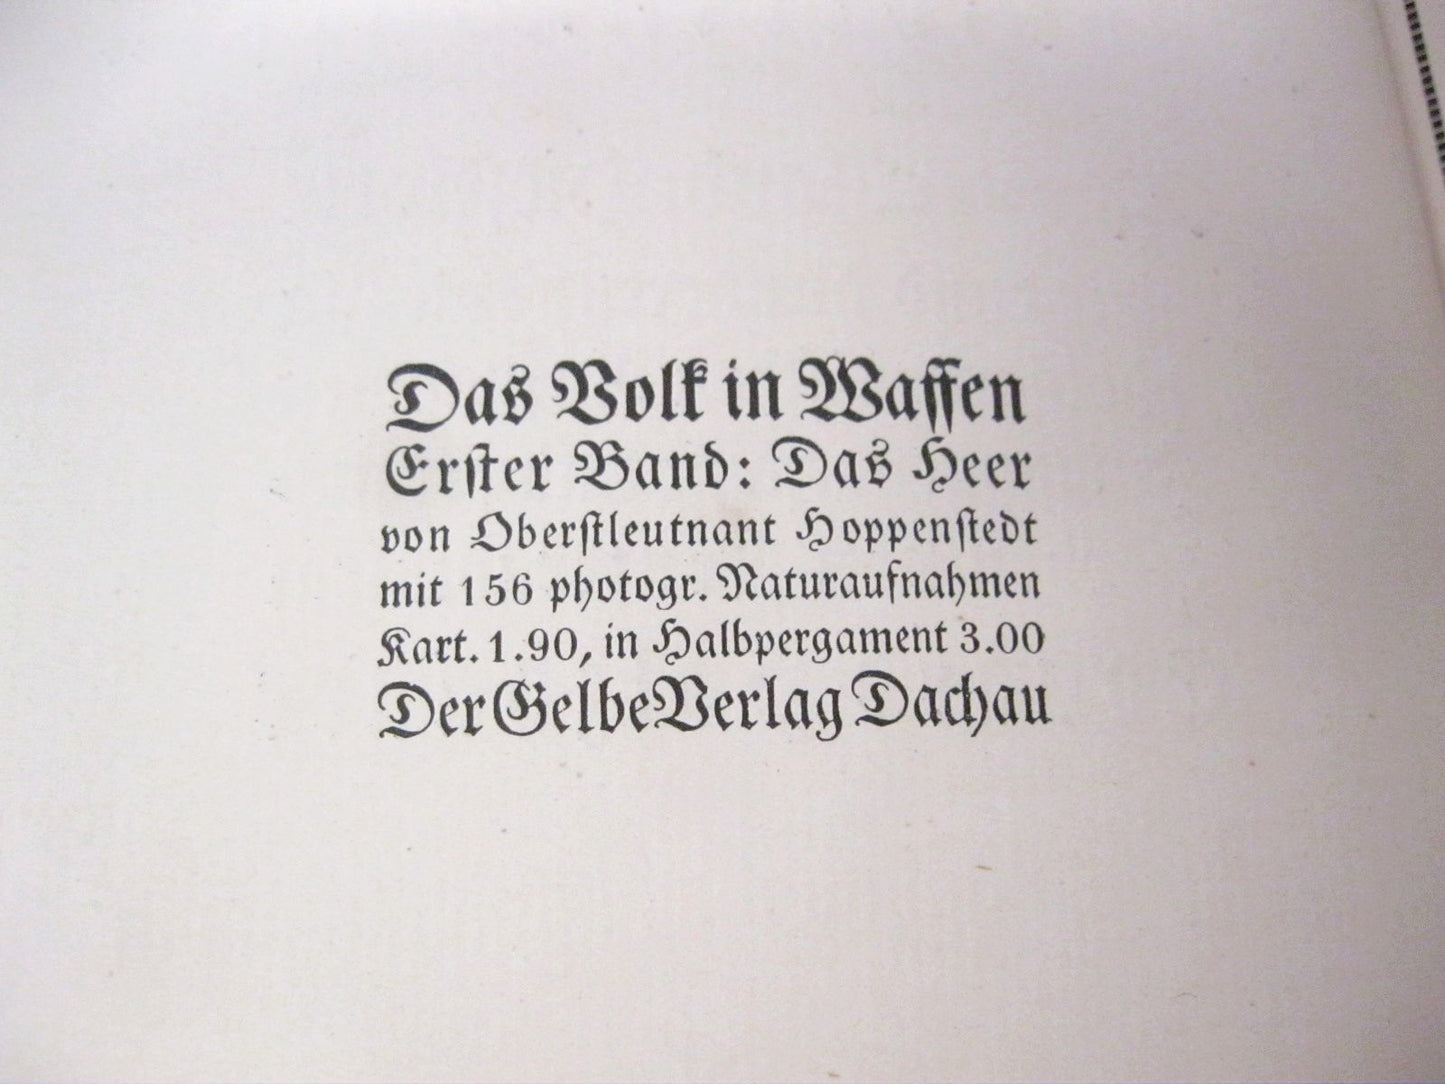 Das Volk in Waffen
Erſter Band: Das Heer
von Oberſtleutnant Hoppenſtedt
mit 156 photogr. Naturaufnahmen
Kart. 1.90, in Halbpergament 3.00
Der Gelbe Verlag Dachau